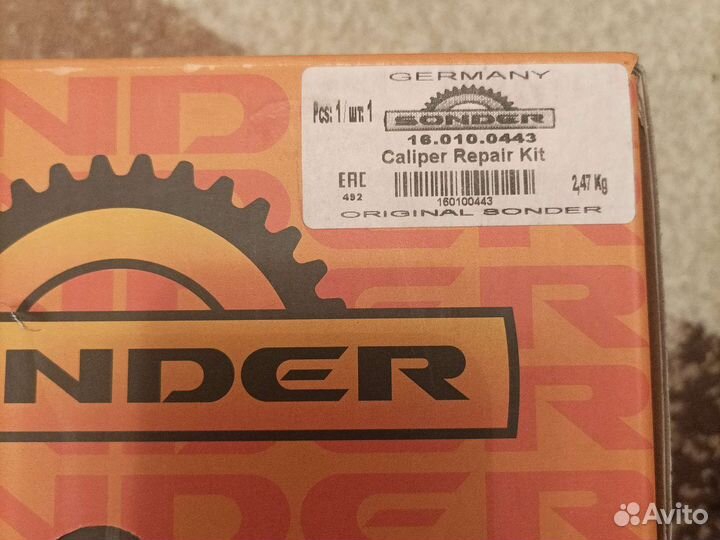 GERMANY
Pcs: 1 / шт: 1
SONDER
16.010.0443
Caliper Repair Kit
EAC
492
160100443
2,47 Kg
ORIGINAL SONDER
NDER
Avito